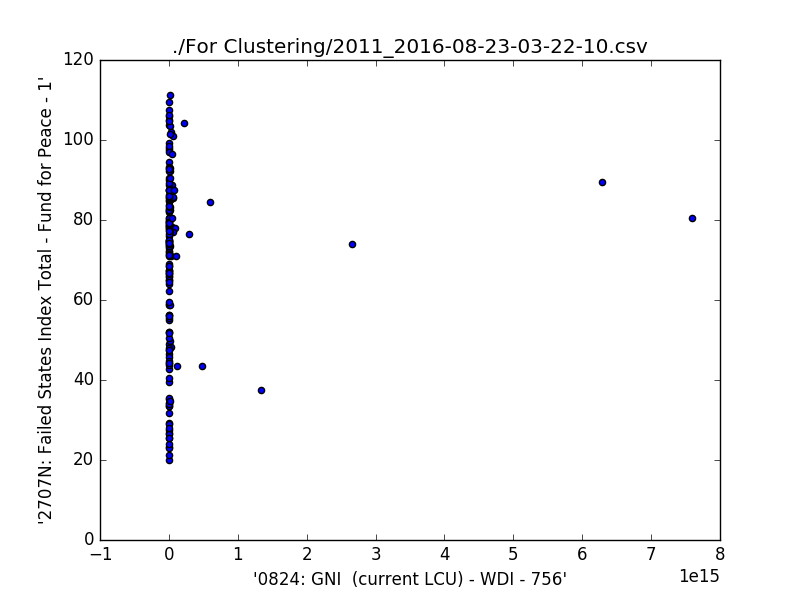 ./For Clustering/2011_2016-08-23-03-22-10.csv
'2707N: Failed States Index Total - Fund for Peace - 1'
120
100
80
60
40
20
0
−1 0 1 2 3 4 5 6 7 8
1e15
'0824: GNI  (current LCU) - WDI - 756'